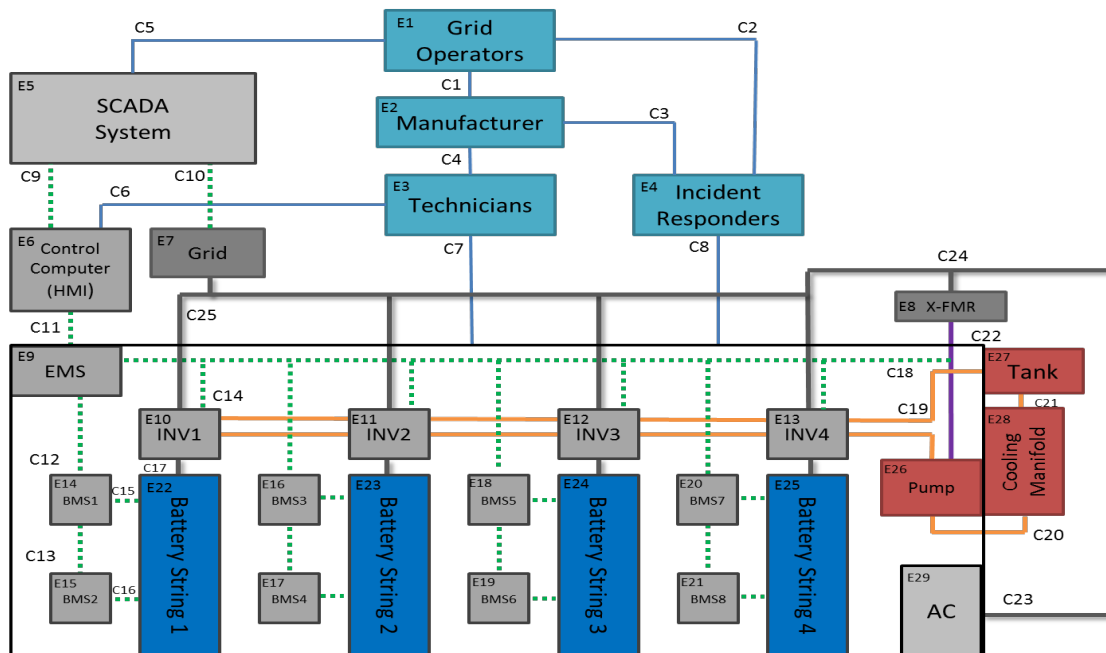 E1
Grid
Operators
C5
C2
C1
E5
SCADA
System
E2
Manufacturer
C3
C9
C10
C4
C6
E3
Technicians
E4
Incident
Responders
E6
Control
Computer
(HMI)
E7
Grid
C7
C8
C24
C25
E8 X-FMR
C11
C22
E9
EMS
E27
Tank
C18
C14
C19
C21
E10
INV1
E11
INV2
E12
INV3
E13
INV4
E28
Cooling
Manifold
C12
C17
E14
BMS1
C15
E22
Battery String 1
E16
BMS3
E23
Battery String 2
E18
BMS5
E24
Battery String 3
E20
BMS7
E25
Battery String 4
E26
Pump
C20
C13
E15
BMS2
C16
E17
BMS4
E19
BMS6
E21
BMS8
E29
AC
C23